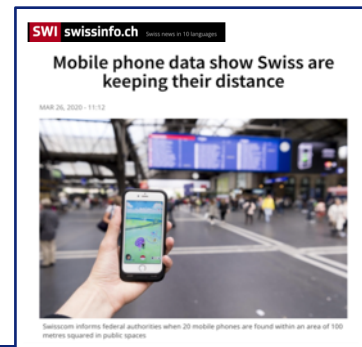 SWI swissinfo.ch Swiss news in 10 languages
Mobile phone data show Swiss are
keeping their distance
MAR 26, 2020 - 11:12
Swisscom informs federal authorities when 20 mobile phones are found within an area of 100
metres squared in public spaces